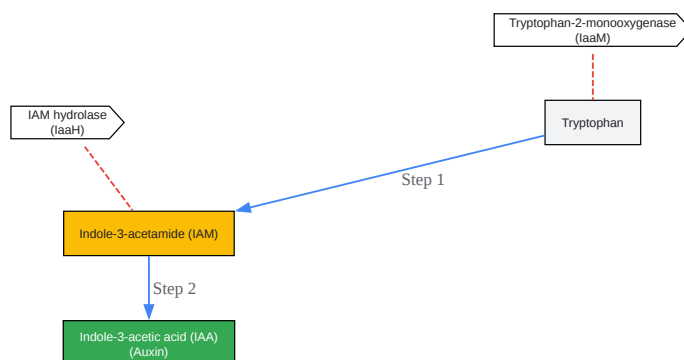 Tryptophan-2-monooxygenase
(IaaM)
IAM hydrolase
(IaaH)
Tryptophan
Step 1
Indole-3-acetamide (IAM)
Step 2
Indole-3-acetic acid (IAA)
(Auxin)